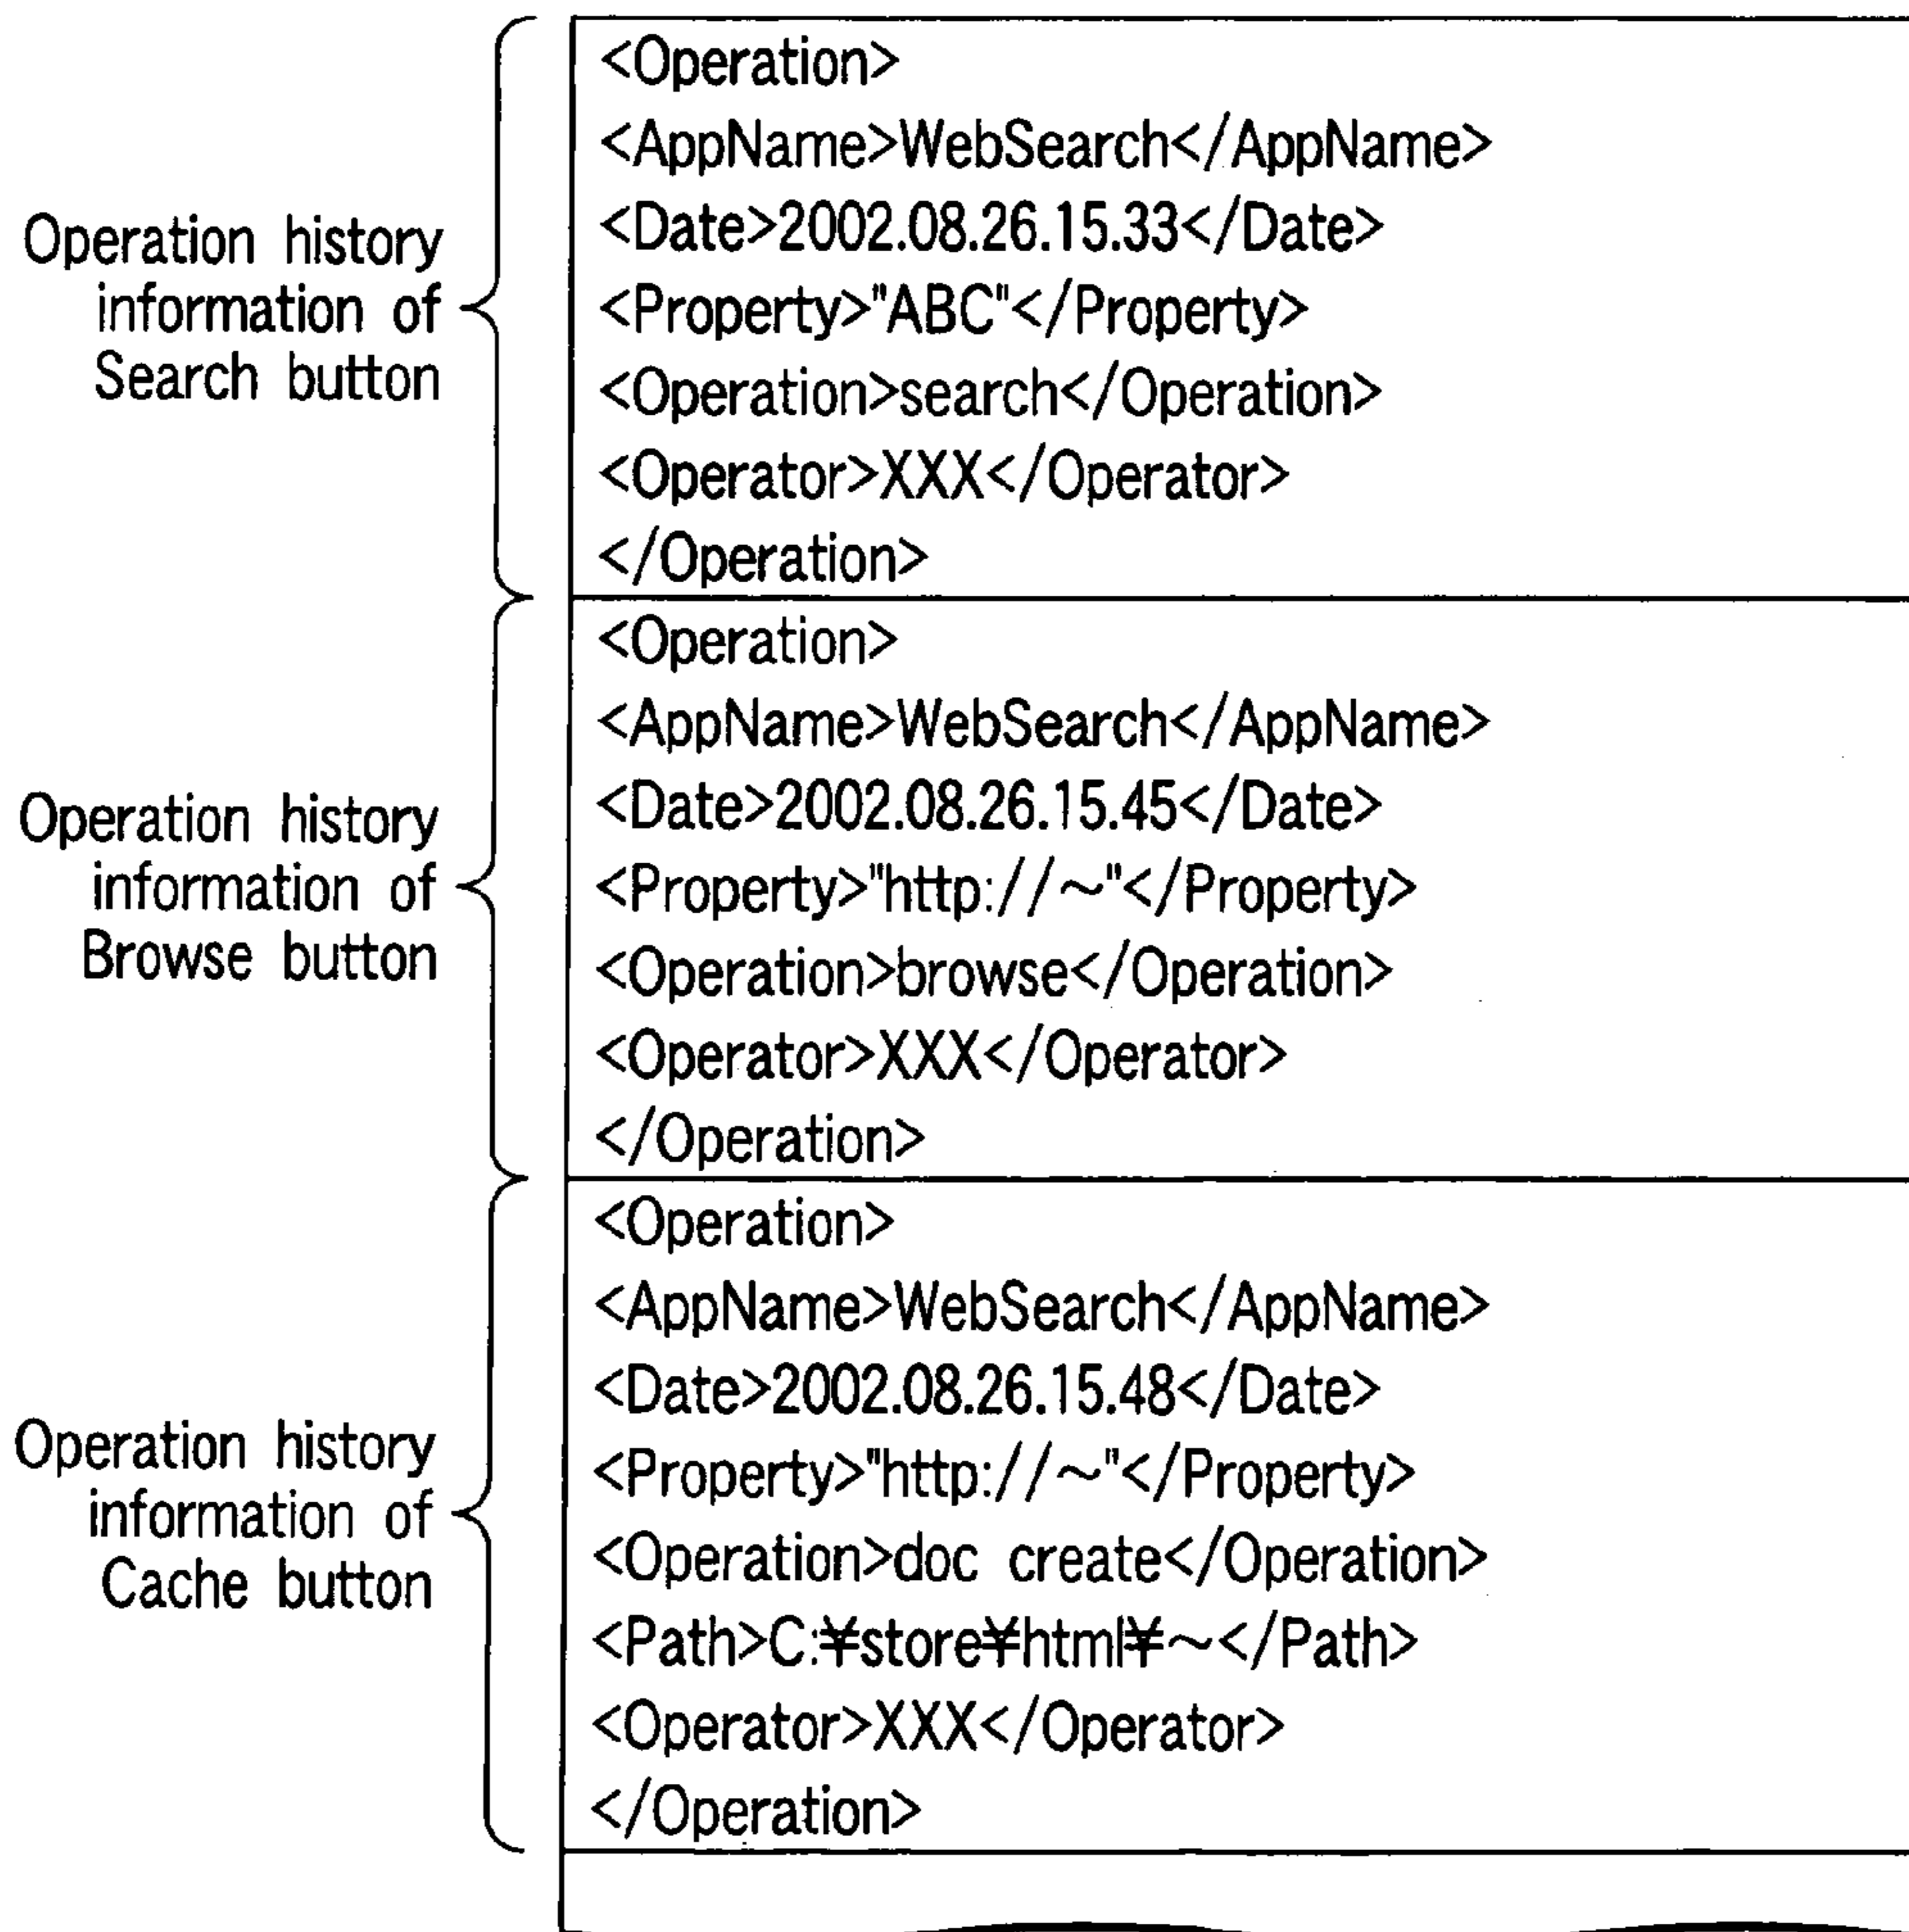 Operation history
information of
Search button
<Operation>
<AppName>WebSearch</AppName>
<Date>2002.08.26.15.33</Date>
<Property>"ABC"</Property>
<Operation>search</Operation>
<Operator>XXX</Operator>
</Operation>
Operation history
information of
Browse button
<Operation>
<AppName>WebSearch</AppName>
<Date>2002.08.26.15.45</Date>
<Property>"http://~"</Property>
<Operation>browse</Operation>
<Operator>XXX</Operator>
</Operation>
Operation history
information of
Cache button
<Operation>
<AppName>WebSearch</AppName>
<Date>2002.08.26.15.48</Date>
<Property>"http://~"</Property>
<Operation>doc create</Operation>
<Path>C:¥store¥html¥~</Path>
<Operator>XXX</Operator>
</Operation>